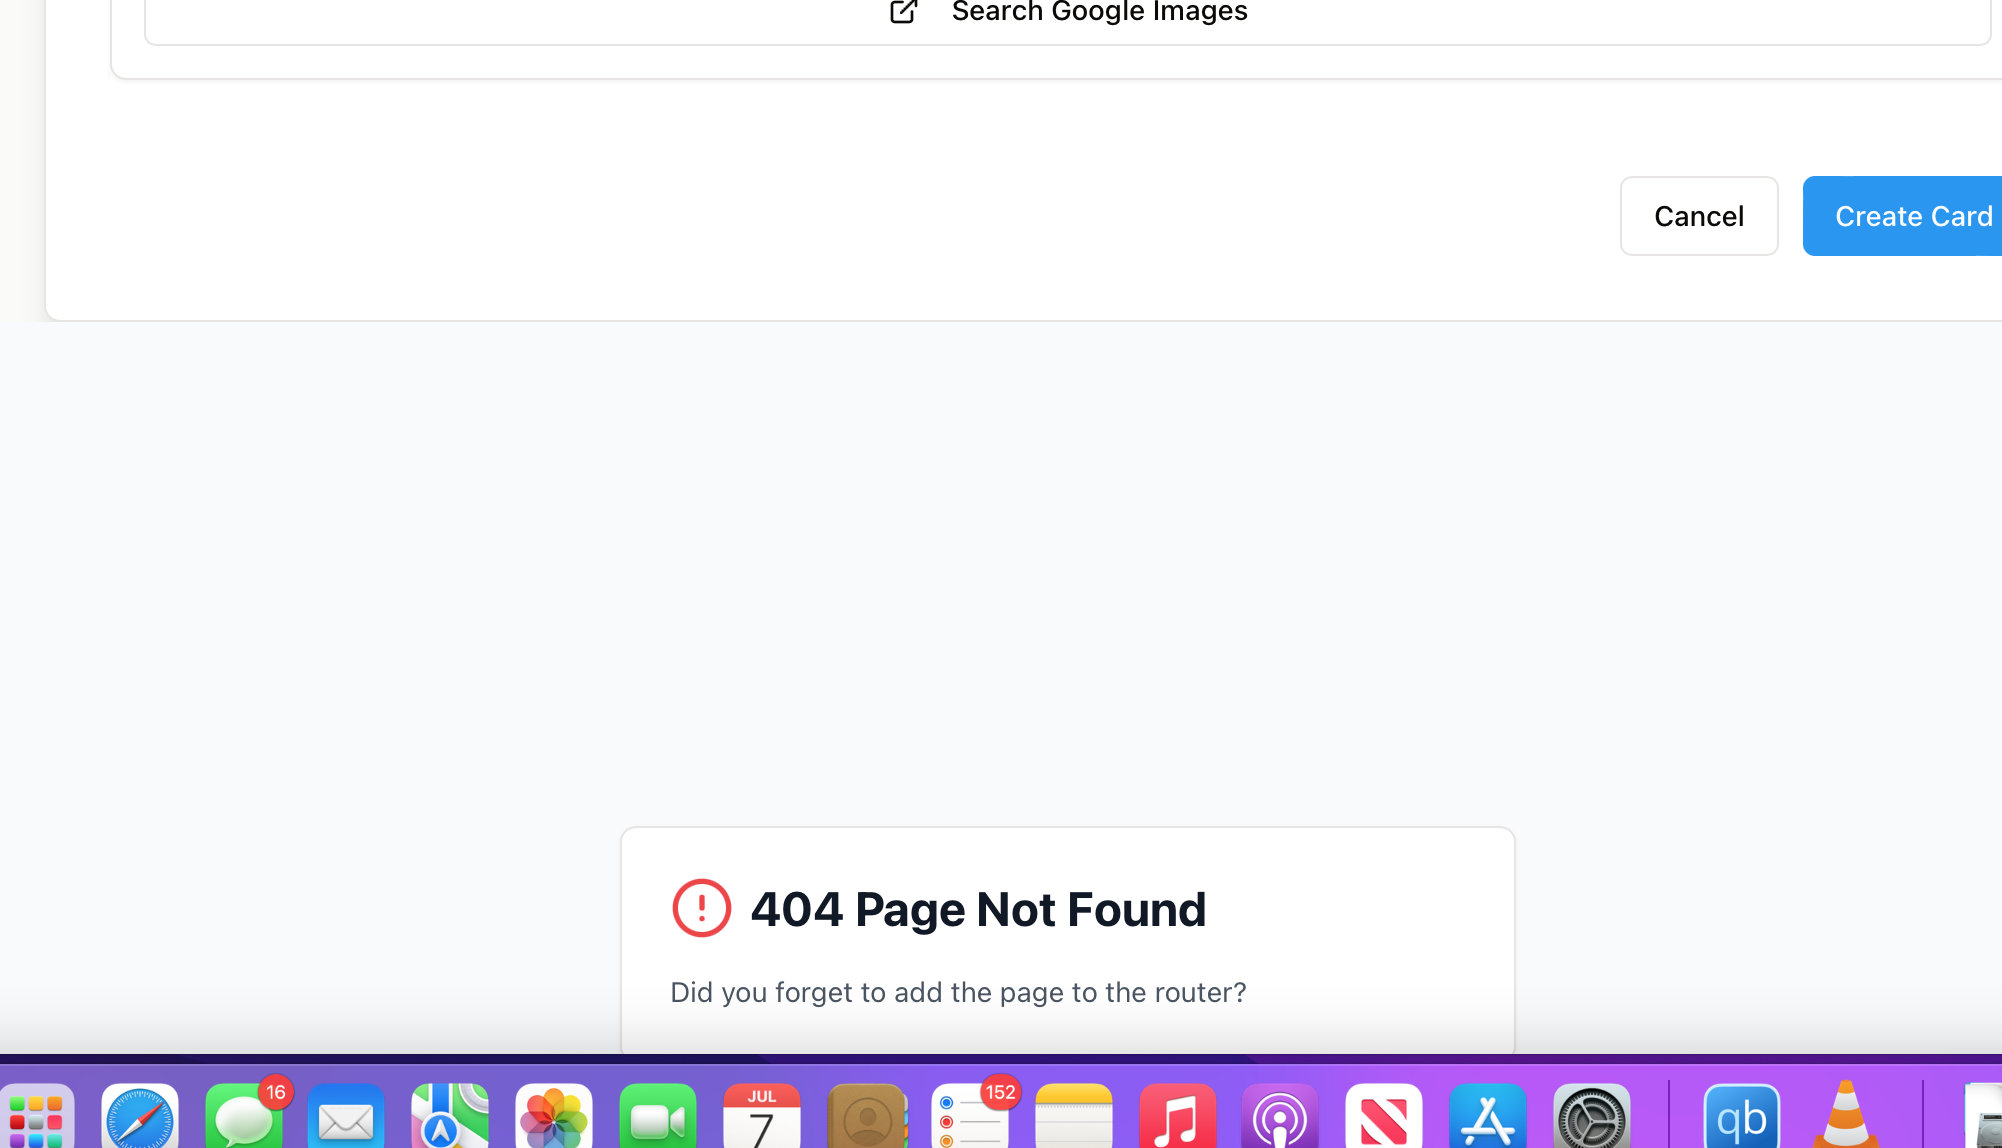 Search Google Images
Cancel
Create Card
404 Page Not Found
Did you forget to add the page to the router?
16
JUL
7
152
qb